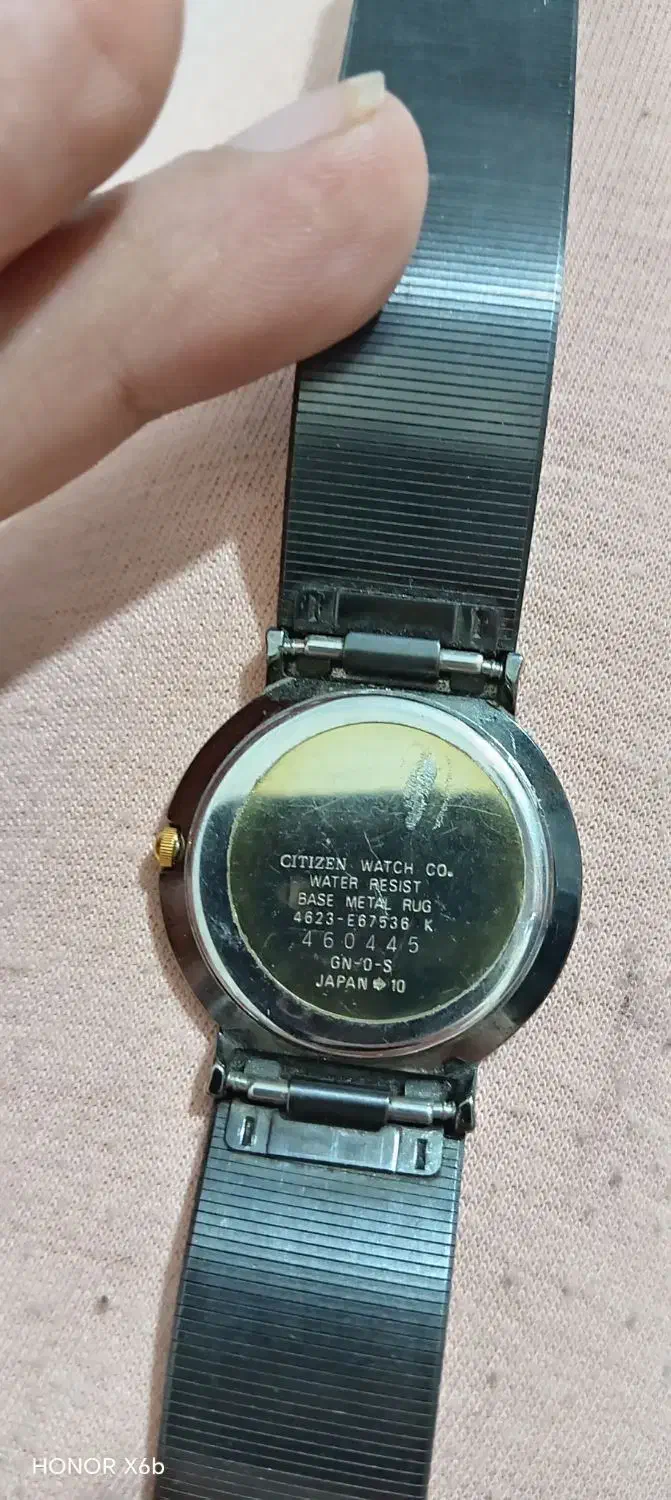 CITIZEN WATCH CO.
WATER RESIST
BASE METAL RUG
4623-E67536 K
460445
GN-0-S
JAPAN 10
HONOR X6b